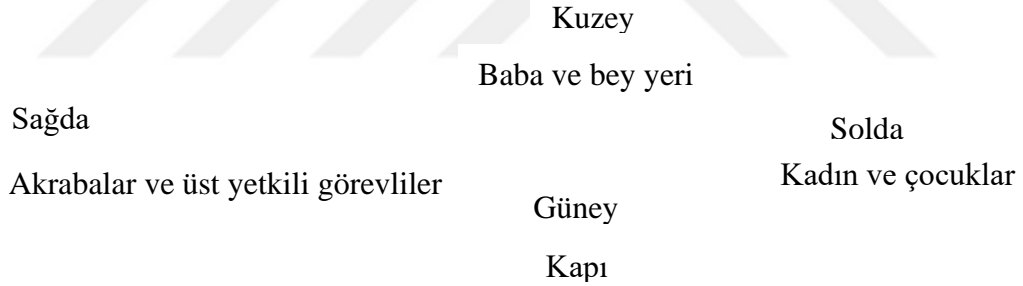 Kuzey
Baba ve bey yeri
Sağda
Solda
Akrabalar ve üst yetkili görevliler
Kadın ve çocuklar
Güney
Kapı